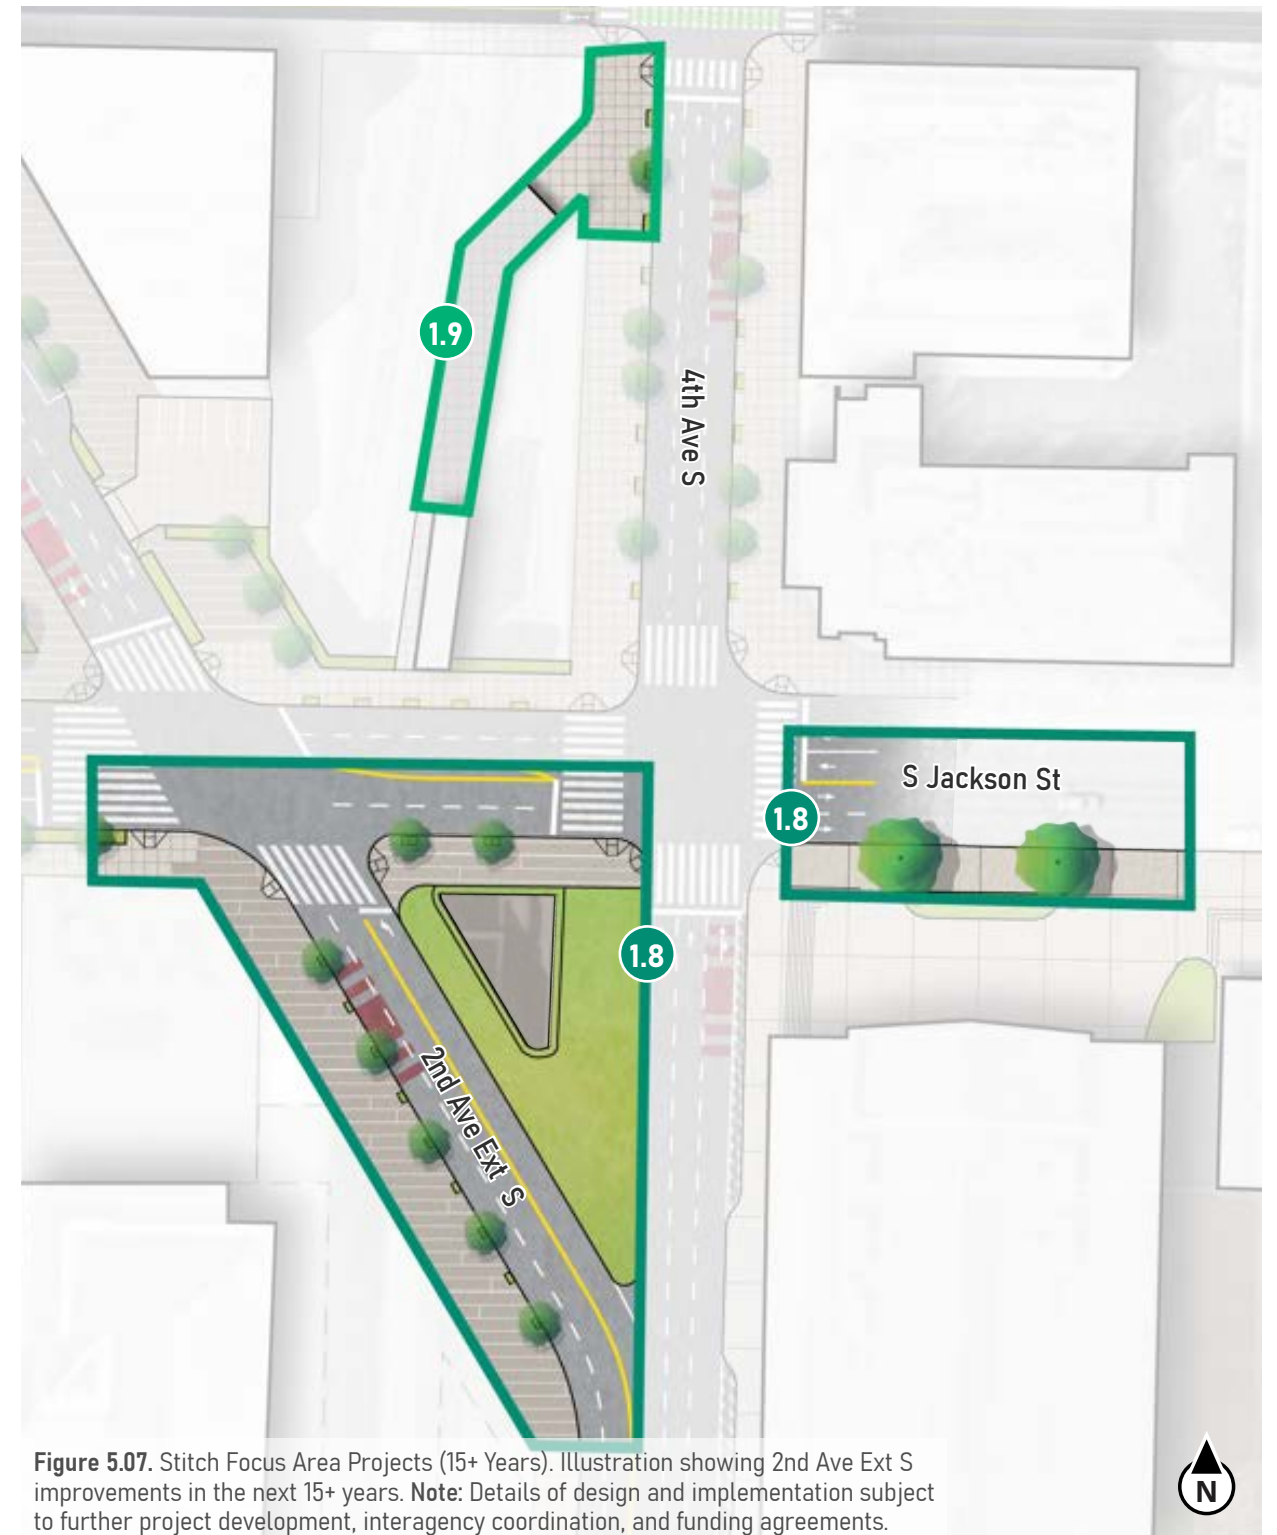 1.9
4th Ave S
S Jackson St
1.8
1.8
2nd Ave Ext S
Figure 5.07. Stitch Focus Area Projects (15+ Years). Illustration showing 2nd Ave Ext S
improvements in the next 15+ years. Note: Details of design and implementation subject
to further project development, interagency coordination, and funding agreements.
N